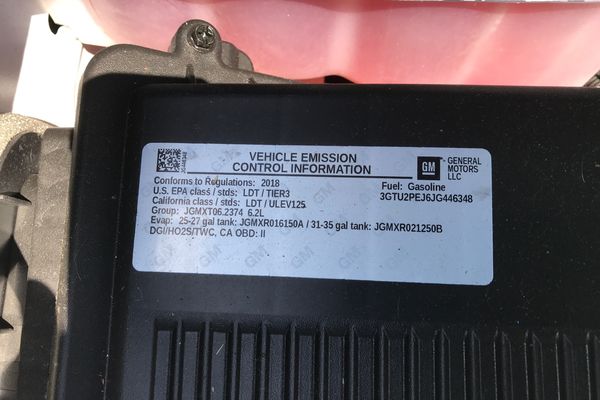 VEHICLE EMISSION
CONTROL INFORMATION
GM
GENERAL
MOTORS
LLC
Conforms to Regulations: 2018
Fuel: Gasoline
U.S. EPA class / stds: LDT / TIER3
3GTU2PEJ6JG446348
California class / stds: LDT / ULEV125
Group: JGMXT06.2374 6.2L
Evap: 25-27 gal tank: JGMXR016150A / 31-35 gal tank: JGMXR021250B
DGI/HO2S/TWC, CA OBD: II